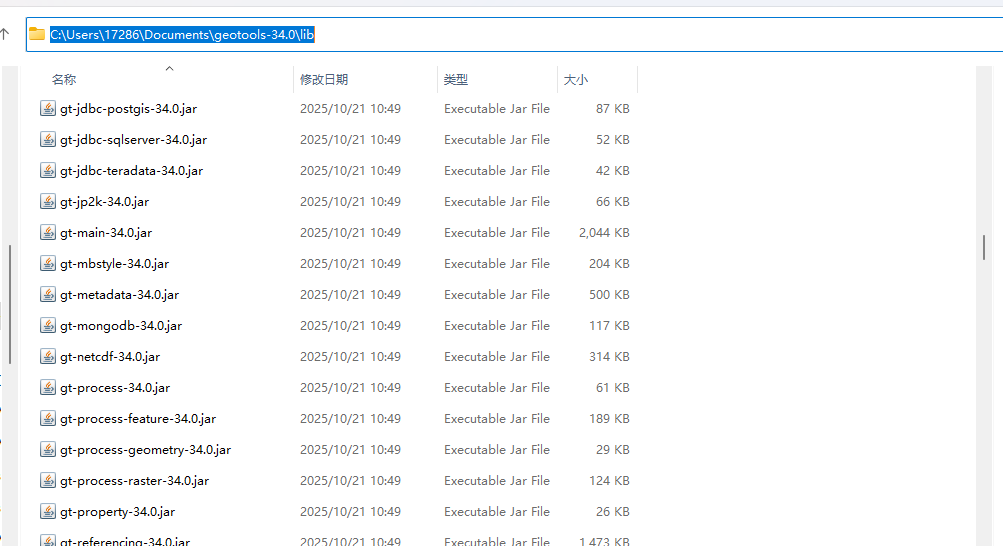 C:\Users\17286\Documents\geotools-34.0\lib
名称 修改日期 类型 大小
gt-jdbc-postgis-34.0.jar 2025/10/21 10:49 Executable Jar File 87 KB
gt-jdbc-sqlserver-34.0.jar 2025/10/21 10:49 Executable Jar File 52 KB
gt-jdbc-teradata-34.0.jar 2025/10/21 10:49 Executable Jar File 42 KB
gt-jp2k-34.0.jar 2025/10/21 10:49 Executable Jar File 66 KB
gt-main-34.0.jar 2025/10/21 10:49 Executable Jar File 2,044 KB
gt-mbstyle-34.0.jar 2025/10/21 10:49 Executable Jar File 204 KB
gt-metadata-34.0.jar 2025/10/21 10:49 Executable Jar File 500 KB
gt-mongodb-34.0.jar 2025/10/21 10:49 Executable Jar File 117 KB
gt-netcdf-34.0.jar 2025/10/21 10:49 Executable Jar File 314 KB
gt-process-34.0.jar 2025/10/21 10:49 Executable Jar File 61 KB
gt-process-feature-34.0.jar 2025/10/21 10:49 Executable Jar File 189 KB
gt-process-geometry-34.0.jar 2025/10/21 10:49 Executable Jar File 29 KB
gt-process-raster-34.0.jar 2025/10/21 10:49 Executable Jar File 124 KB
gt-property-34.0.jar 2025/10/21 10:49 Executable Jar File 26 KB
gt-referencing-34.0.jar 2025/10/21 10:49 Executable Jar File 1,473 KB